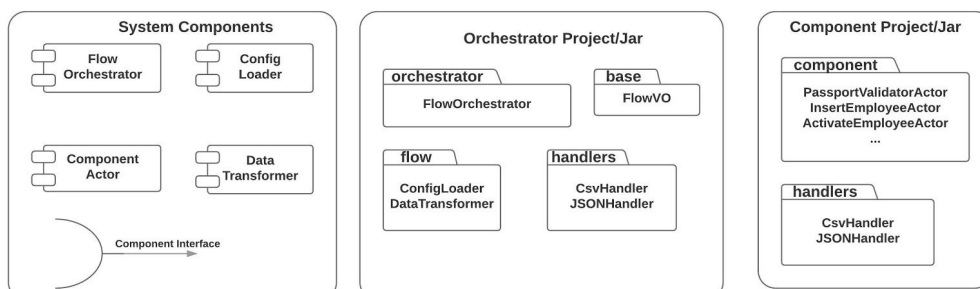 System Components
Flow
Orchestrator
Config
Loader
Component
Actor
Data
Transformer
Component Interface
Orchestrator Project/Jar
orchestrator
FlowOrchestrator
base
FlowVO
flow
ConfigLoader
DataTransformer
handlers
CsvHandler
JSONHandler
Component Project/Jar
component
PassportValidatorActor
InsertEmployeeActor
ActivateEmployeeActor
...
handlers
CsvHandler
JSONHandler